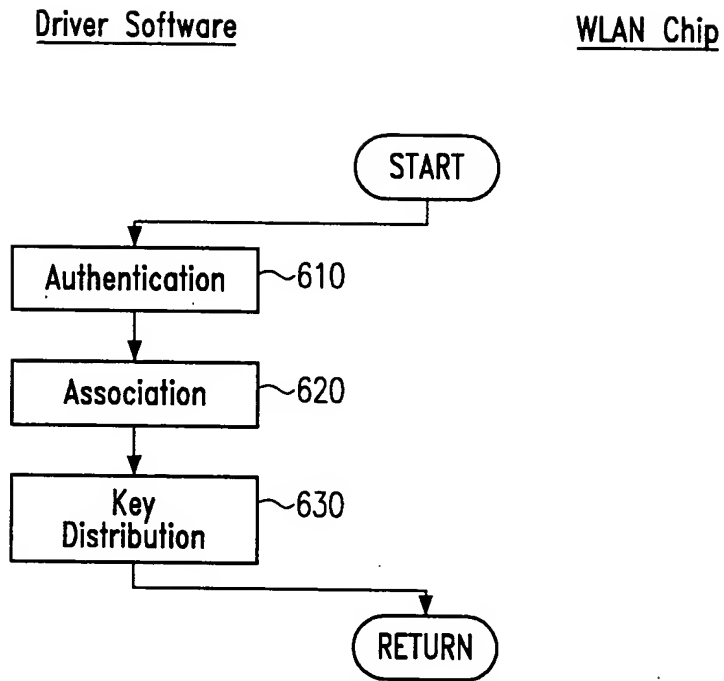 Driver Software
WLAN Chip
START
Authentication
610
Association
620
Key
Distribution
630
RETURN